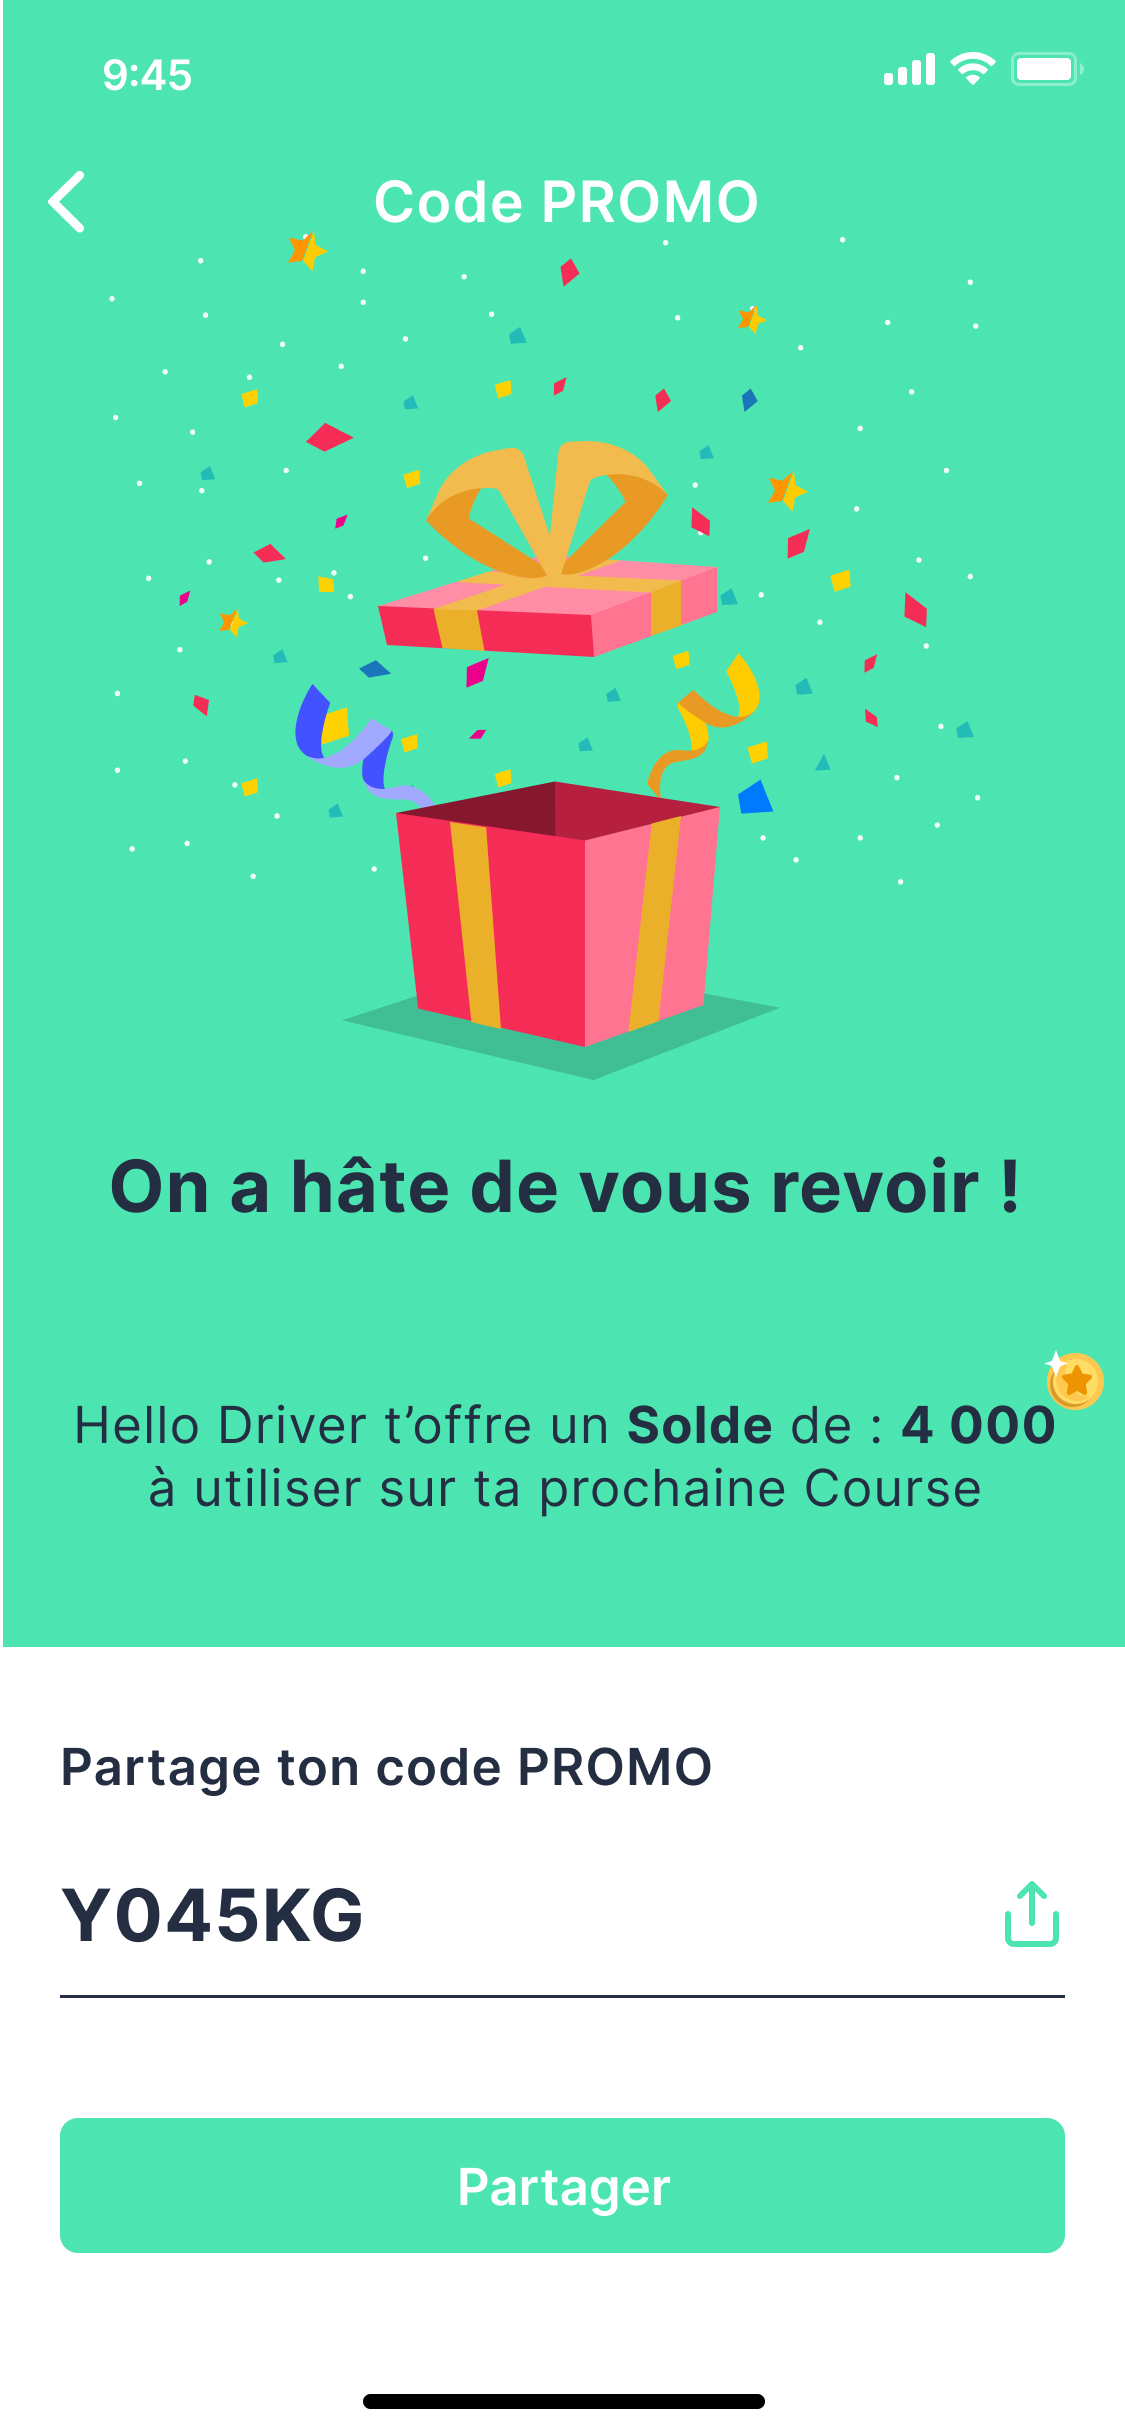 9:45
Code PROMO
On a hâte de vous revoir !
Hello Driver t’offre un Solde de : 4 000
à utiliser sur ta prochaine Course
Partage ton code PROMO
Y045KG
Partager